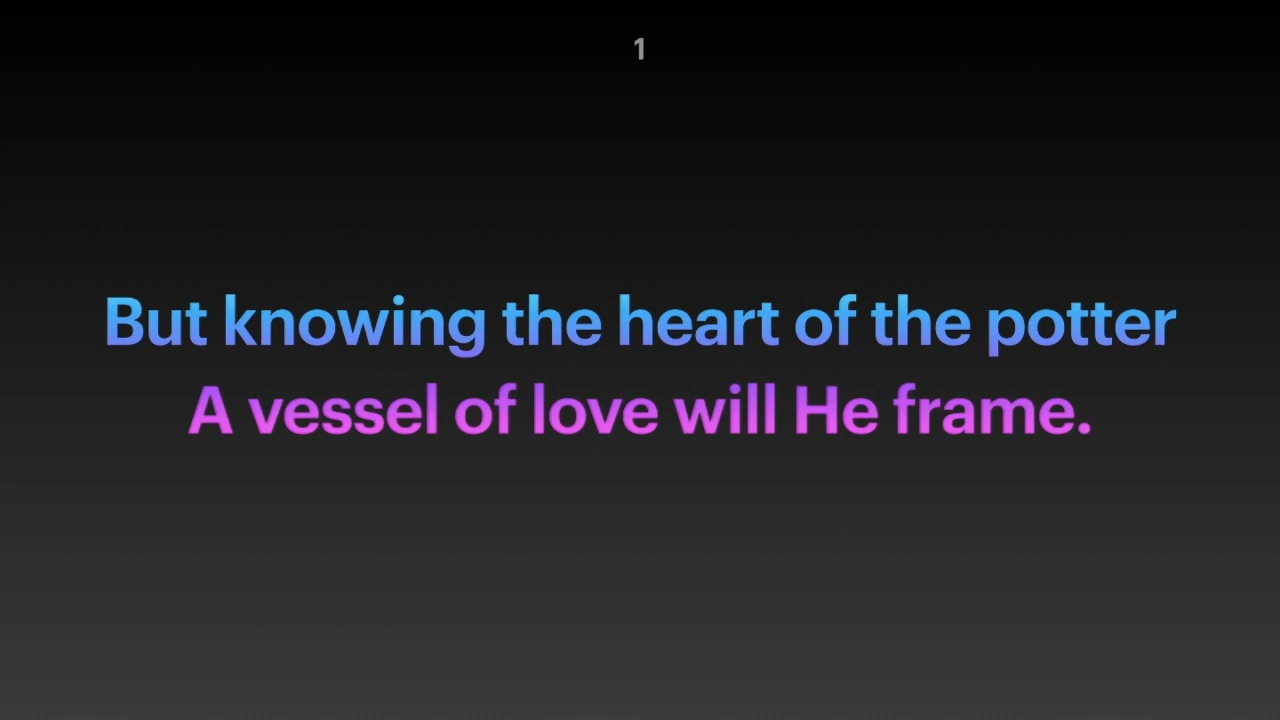 1
But knowing the heart of the potter
A vessel of love will He frame.